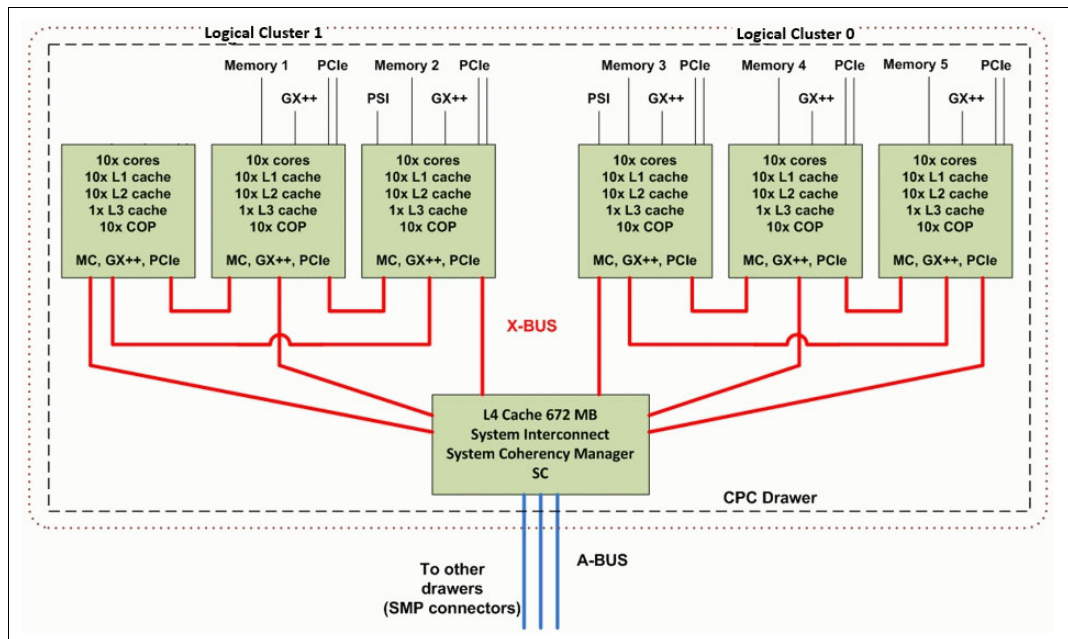 Logical Cluster 1
Logical Cluster 0
Memory 1 PCIe Memory 2 PCIe
Memory 3 PCIe Memory 4 PCIe Memory 5 PCIe
GX++ PSI GX++
PSI GX++ GX++ GX++
10x cores
10x L1 cache
10x L2 cache
1x L3 cache
10x COP
MC, GX++, PCIe
10x cores
10x L1 cache
10x L2 cache
1x L3 cache
10x COP
MC, GX++, PCIe
10x cores
10x L1 cache
10x L2 cache
1x L3 cache
10x COP
MC, GX++, PCIe
10x cores
10x L1 cache
10x L2 cache
1x L3 cache
10x COP
MC, GX++, PCIe
10x cores
10x L1 cache
10x L2 cache
1x L3 cache
10x COP
MC, GX++, PCIe
10x cores
10x L1 cache
10x L2 cache
1x L3 cache
10x COP
MC, GX++, PCIe
X-BUS
L4 Cache 672 MB
System Interconnect
System Coherency Manager
SC
CPC Drawer
A-BUS
To other
drawers
(SMP connectors)